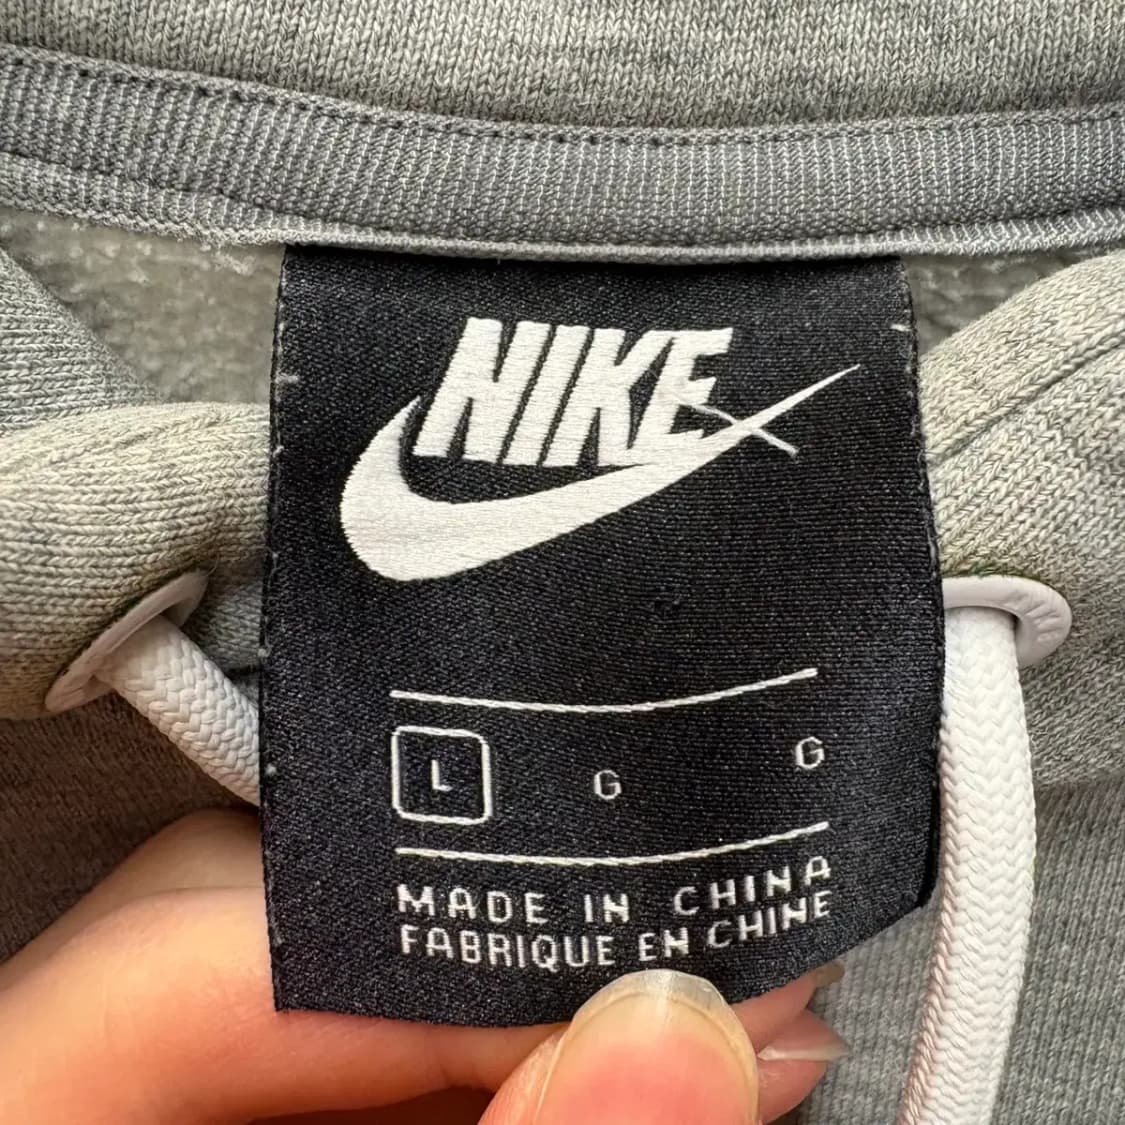 NIKE
L G G
MADE IN CHINA
FABRIQUE EN CHINE